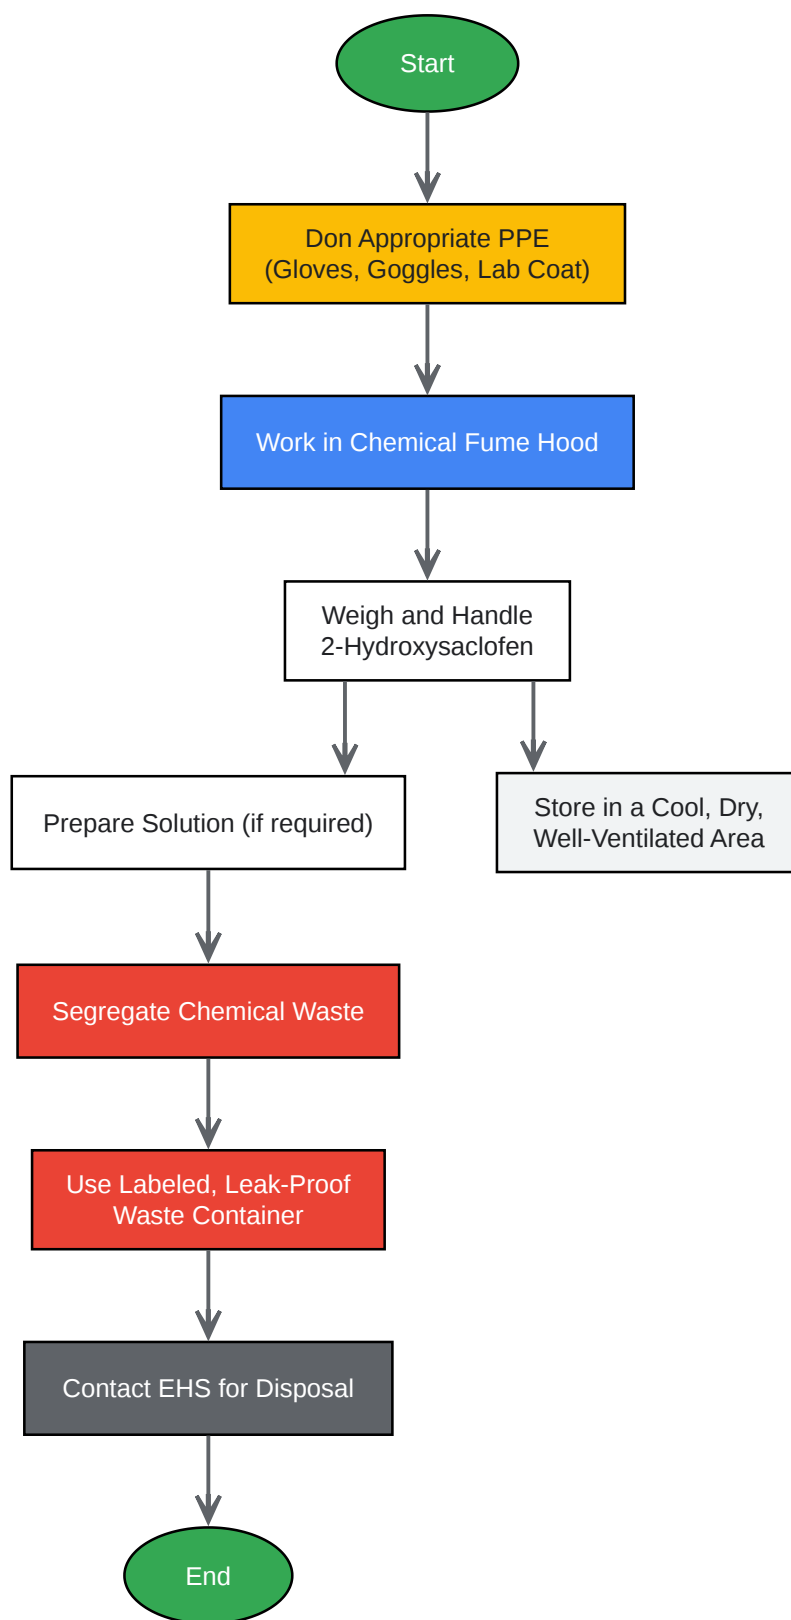 Start
Don Appropriate PPE
(Gloves, Goggles, Lab Coat)
Work in Chemical Fume Hood
Weigh and Handle
2-Hydroxysaclofen
Prepare Solution (if required)
Store in a Cool, Dry,
Well-Ventilated Area
Segregate Chemical Waste
Use Labeled, Leak-Proof
Waste Container
Contact EHS for Disposal
End